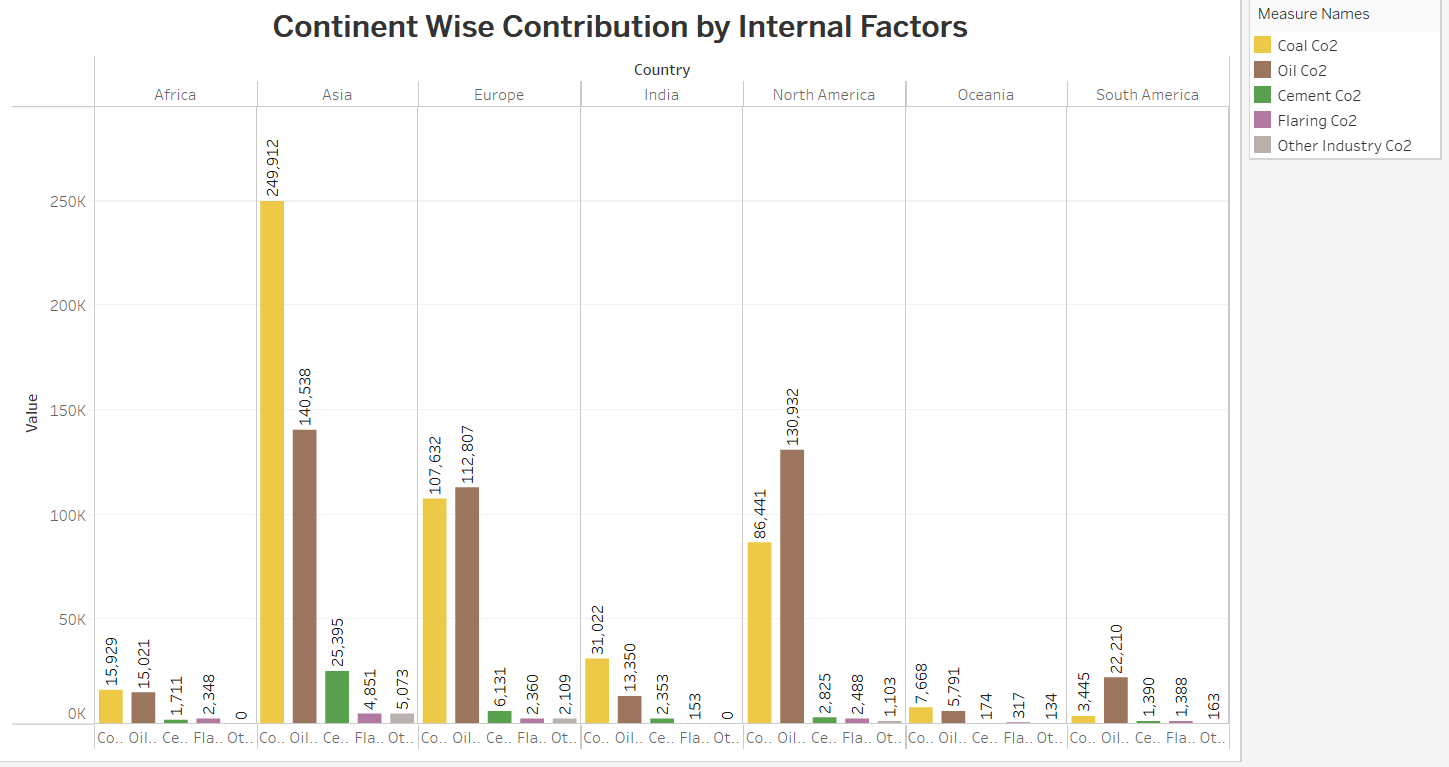 Continent Wise Contribution by Internal Factors
Country
Africa Asia Europe India North America Oceania South America
250K
200K
150K
100K
50K
0K
Value
15,929 15,021 1,711 2,348 0
249,912 140,538 25,395 4,851 5,073
107,632 112,807 6,131 2,360 2,109
31,022 13,350 2,353 153 0
86,441 130,932 2,825 2,488 1,103
7,668 5,791 174 317 134
3,445 22,210 1,390 1,388 163
Co.. Oil.. Ce.. Fla.. Ot.. Co.. Oil.. Ce.. Fla.. Ot.. Co.. Oil.. Ce.. Fla.. Ot.. Co.. Oil.. Ce.. Fla.. Ot.. Co.. Oil.. Ce.. Fla.. Ot.. Co.. Oil.. Ce.. Fla.. Ot.. Co.. Oil.. Ce.. Fla.. Ot..
Measure Names
Coal Co2
Oil Co2
Cement Co2
Flaring Co2
Other Industry Co2